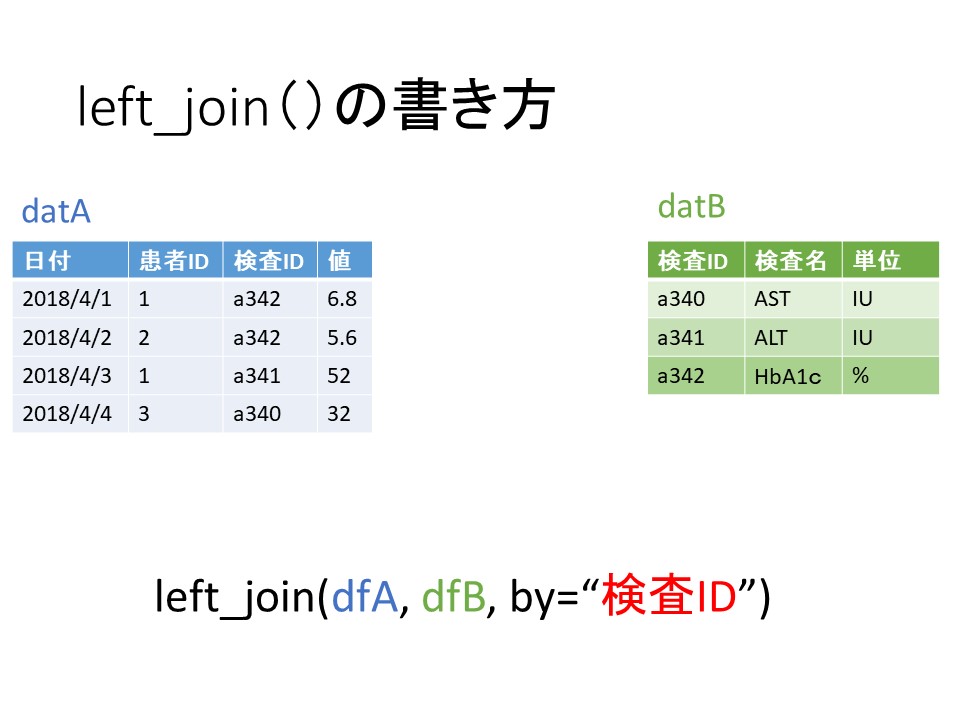 left_join()の書き方
datA
日付 患者ID 検査ID 値
2018/4/1 1 a342 6.8
2018/4/2 2 a342 5.6
2018/4/3 1 a341 52
2018/4/4 3 a340 32
datB
検査ID 検査名 単位
a340 AST IU
a341 ALT IU
a342 HbA1c %
left_join(dfA, dfB, by=“検査ID”)